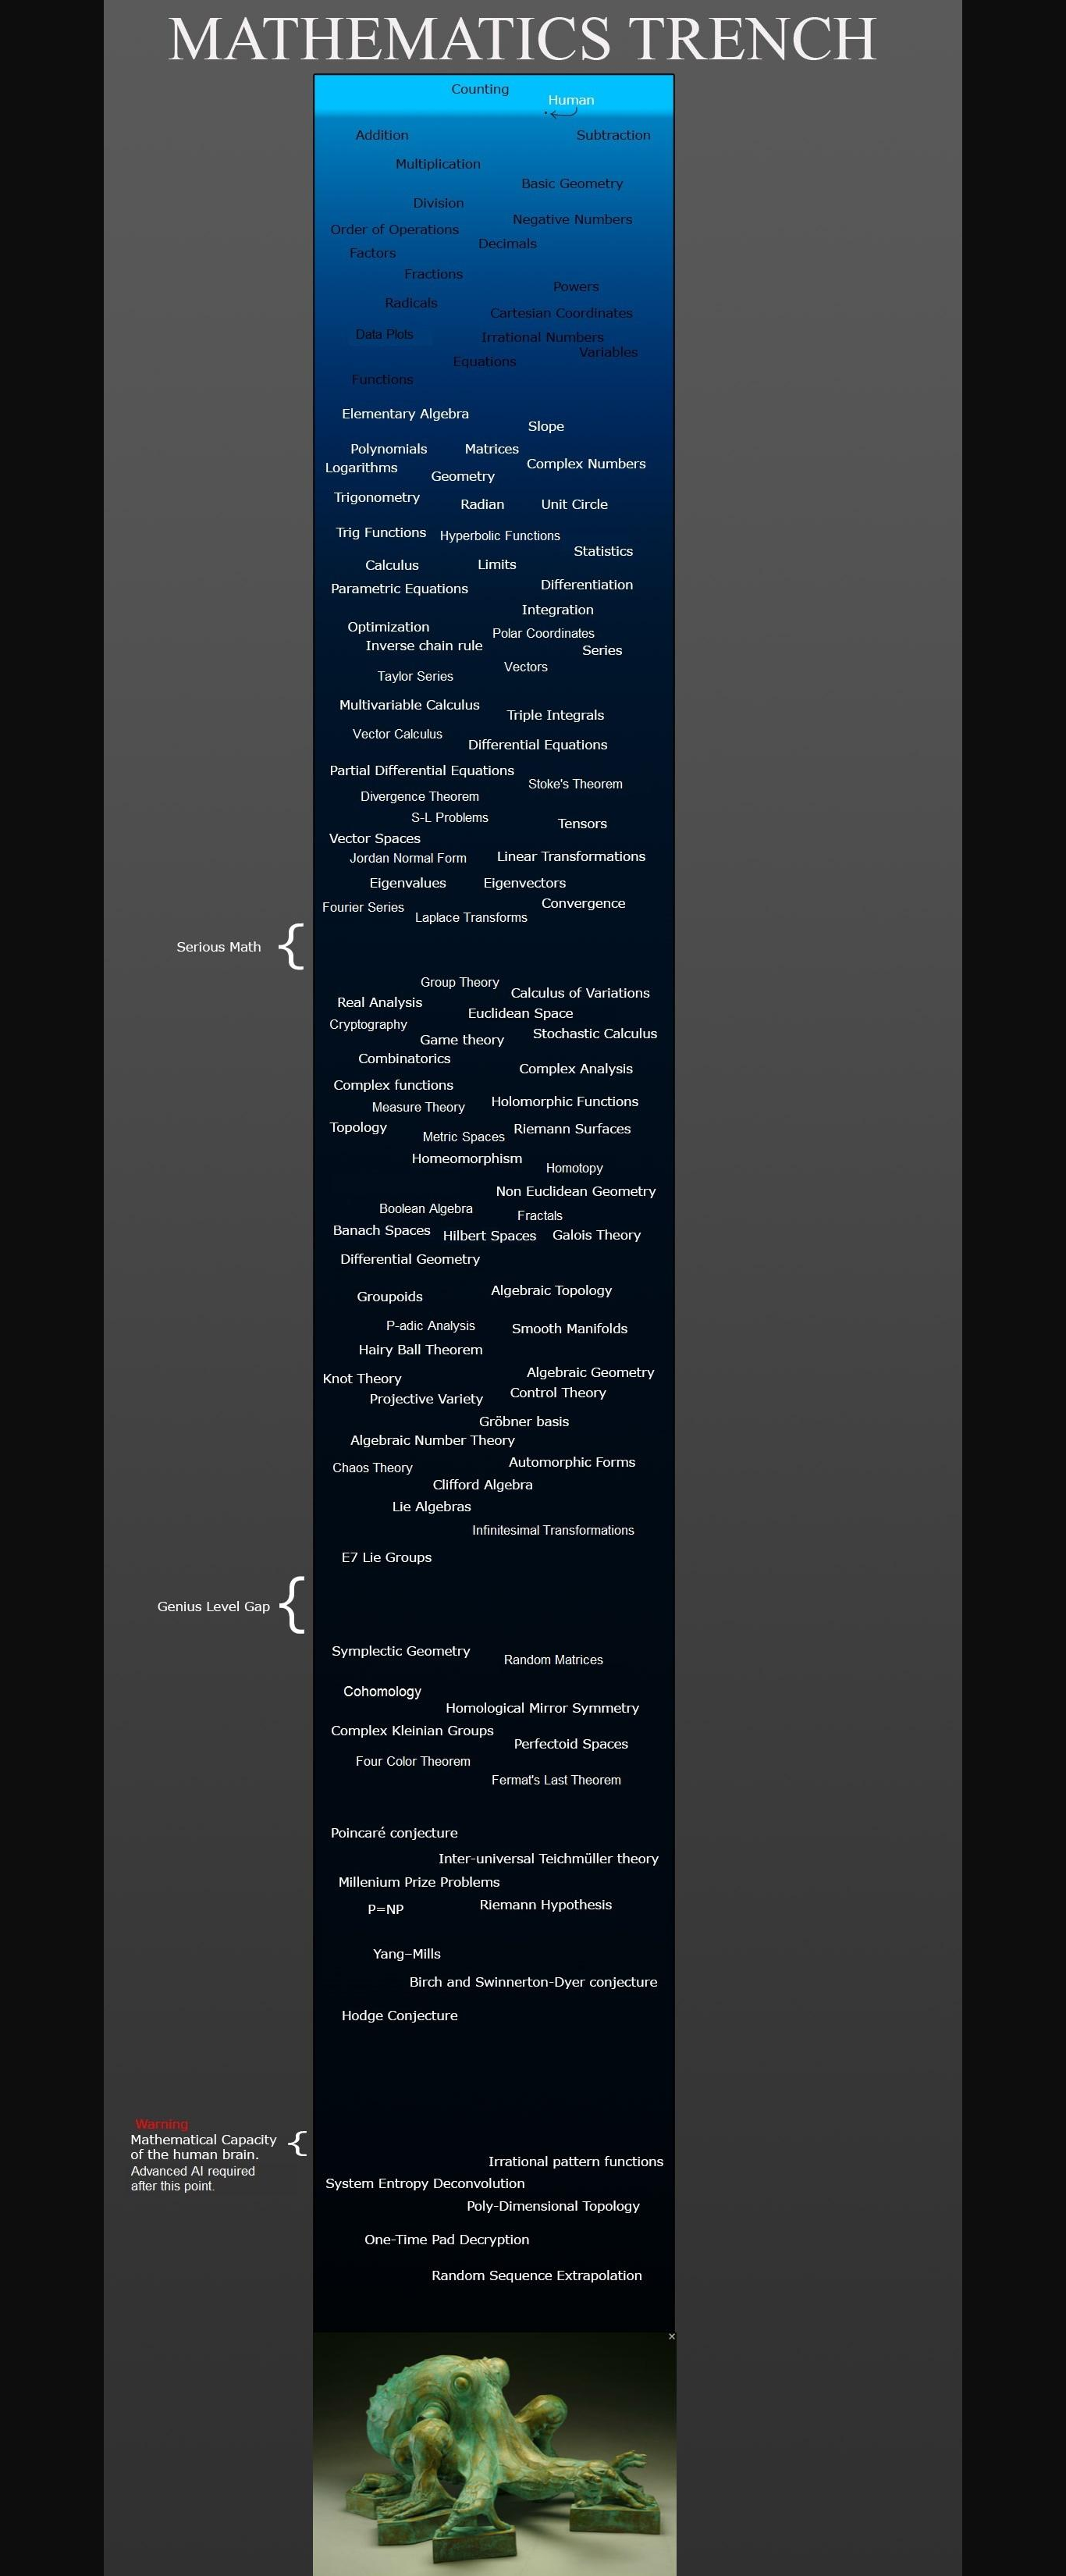 MATHEMATICS TRENCH
Counting
Human
Addition
Subtraction
Multiplication
Basic Geometry
Division
Negative Numbers
Order of Operations
Decimals
Factors
Fractions
Powers
Radicals
Cartesian Coordinates
Data Plots
Irrational Numbers
Variables
Equations
Functions
Elementary Algebra
Slope
Polynomials
Matrices
Complex Numbers
Logarithms
Geometry
Trigonometry
Radian
Unit Circle
Trig Functions
Hyperbolic Functions
Statistics
Calculus
Limits
Differentiation
Parametric Equations
Integration
Optimization
Polar Coordinates
Inverse chain rule
Series
Vectors
Taylor Series
Multivariable Calculus
Triple Integrals
Vector Calculus
Differential Equations
Partial Differential Equations
Stoke's Theorem
Divergence Theorem
S-L Problems
Tensors
Vector Spaces
Jordan Normal Form
Linear Transformations
Eigenvalues
Eigenvectors
Convergence
Fourier Series
Laplace Transforms
Serious Math
Group Theory
Calculus of Variations
Real Analysis
Euclidean Space
Cryptography
Stochastic Calculus
Game theory
Combinatorics
Complex Analysis
Complex functions
Holomorphic Functions
Measure Theory
Topology
Riemann Surfaces
Metric Spaces
Homeomorphism
Homotopy
Non Euclidean Geometry
Boolean Algebra
Fractals
Banach Spaces
Hilbert Spaces
Galois Theory
Differential Geometry
Algebraic Topology
Groupoids
P-adic Analysis
Smooth Manifolds
Hairy Ball Theorem
Algebraic Geometry
Knot Theory
Control Theory
Projective Variety
Gröbner basis
Algebraic Number Theory
Automorphic Forms
Chaos Theory
Clifford Algebra
Lie Algebras
Infinitesimal Transformations
E7 Lie Groups
Genius Level Gap
Symplectic Geometry
Random Matrices
Cohomology
Homological Mirror Symmetry
Complex Kleinian Groups
Perfectoid Spaces
Four Color Theorem
Fermat's Last Theorem
Poincaré conjecture
Inter-universal Teichmüller theory
Millenium Prize Problems
Riemann Hypothesis
P=NP
Yang–Mills
Birch and Swinnerton-Dyer conjecture
Hodge Conjecture
Warning
Mathematical Capacity
of the human brain.
Advanced AI required
after this point.
Irrational pattern functions
System Entropy Deconvolution
Poly-Dimensional Topology
One-Time Pad Decryption
Random Sequence Extrapolation